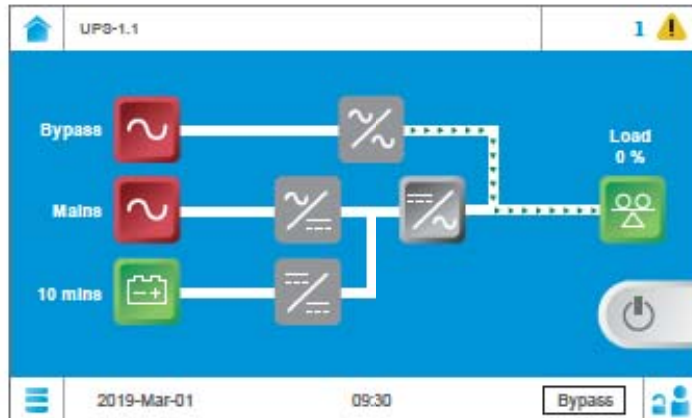 UPS-1.1
1
Bypass
Load
0 %
Mains
10 mins
2019-Mar-01
09:30
Bypass